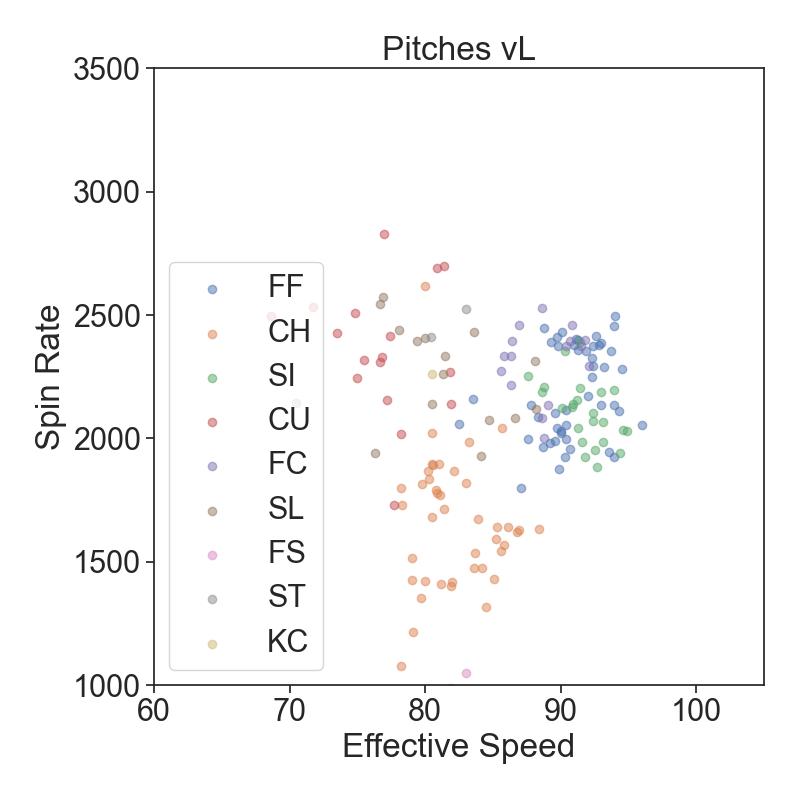 Pitches vL
3500
3000
2500
2000
1500
1000
Spin Rate
FF
CH
SI
CU
FC
SL
FS
ST
KC
60 70 80 90 100
Effective Speed